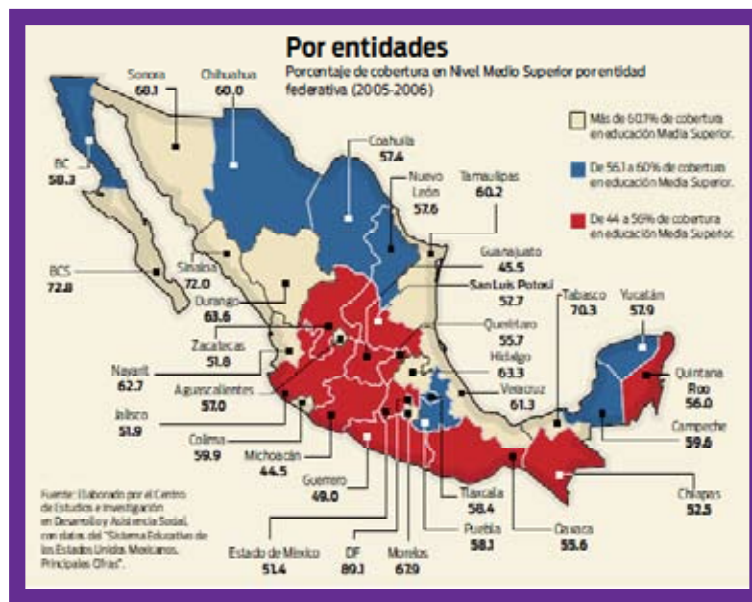 Por entidades
Porcentaje de cobertura en Nivel Medio Superior por entidad
federativa (2005-2006)
Más de 60.1% de cobertura
en educación Media Superior.
De 56.1 a 60% de cobertura
en educación Media Superior.
De 44 a 56% de cobertura
en educación Media Superior.
Sonora
60.1
Chihuahua
60.0
Coahuila
57.4
Nuevo
León
57.6
Tamaulipas
60.2
BC
58.3
BCS
72.8
Sinaloa
72.0
Durango
63.6
Zacatecas
51.8
Nayarit
62.7
Aguascalientes
57.0
Jalisco
51.9
Colima
59.9
Michoacán
44.5
Guerrero
49.0
Estado de México
51.4
DF
89.1
Morelos
67.9
Guanajuato
45.5
San Luis Potosí
52.7
Querétaro
55.7
Hidalgo
63.3
Veracruz
61.3
Tabasco
70.3
Yucatán
57.9
Quintana
Roo
56.0
Campeche
59.6
Chiapas
52.5
Oaxaca
55.6
Puebla
58.1
Tlaxcala
58.4
Fuente: Elaborado por el Centro
de Estudios e Investigación
en Desarrollo y Asistencia Social,
con datos del "Sistema Educativo de
los Estados Unidos Mexicanos.
Principales Cifras".